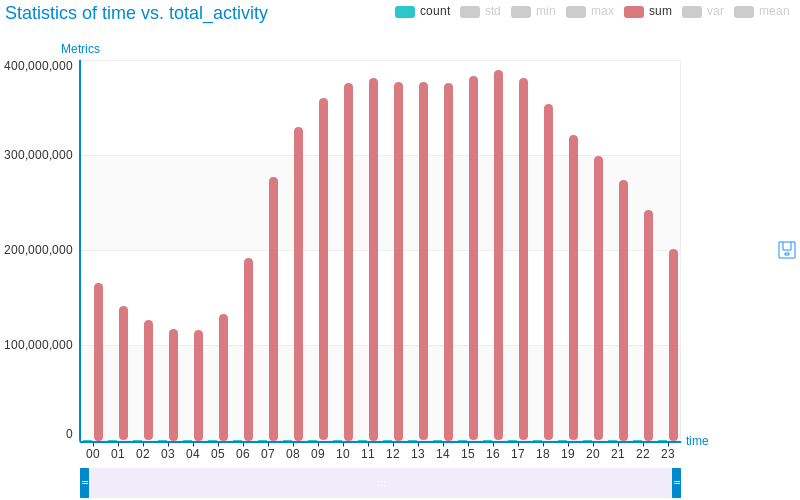 Statistics of time vs. total_activity
count std min max sum var mean
Metrics
400,000,000
300,000,000
200,000,000
100,000,000
0
time
00 01 02 03 04 05 06 07 08 09 10 11 12 13 14 15 16 17 18 19 20 21 22 23